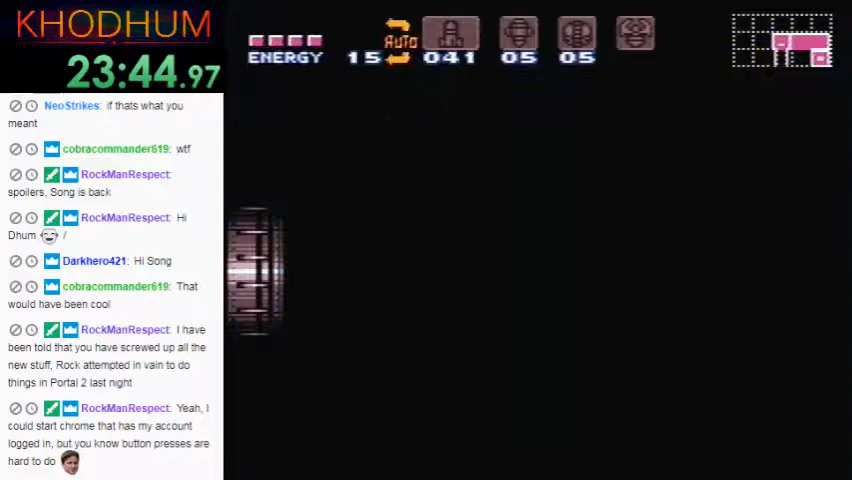 KHODHUM
23:44.97
ENERGY 15 AUTO 041 05 05
NeoStrikes: if thats what you
meant
cobracommander619: wtf
RockManRespect:
spoilers, Song is back
RockManRespect: Hi
Dhum /
Darkhero421: Hi Song
cobracommander619: That
would have been cool
RockManRespect: I have
been told that you have screwed up all the
new stuff, Rock attempted in vain to do
things in Portal 2 last night
RockManRespect: Yeah, I
could start chrome that has my account
logged in, but you know button presses are
hard to do